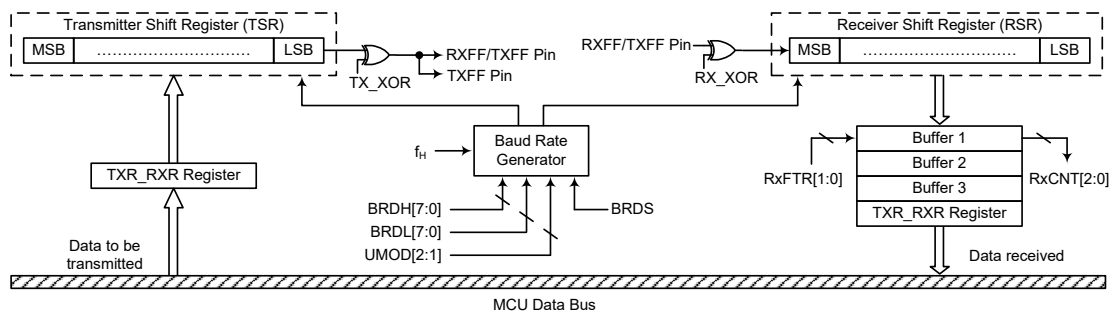 Transmitter Shift Register (TSR)
MSB ............................ LSB
TX_XOR
RXFF/TXFF Pin
TXFF Pin
RXFF/TXFF Pin
RX_XOR
Receiver Shift Register (RSR)
MSB ............................ LSB
TXR_RXR Register
Data to be
transmitted
fH
Baud Rate
Generator
BRDH[7:0]
BRDL[7:0]
UMOD[2:1]
BRDS
RxFTR[1:0]
Buffer 1
Buffer 2
Buffer 3
TXR_RXR Register
RxCNT[2:0]
Data received
MCU Data Bus